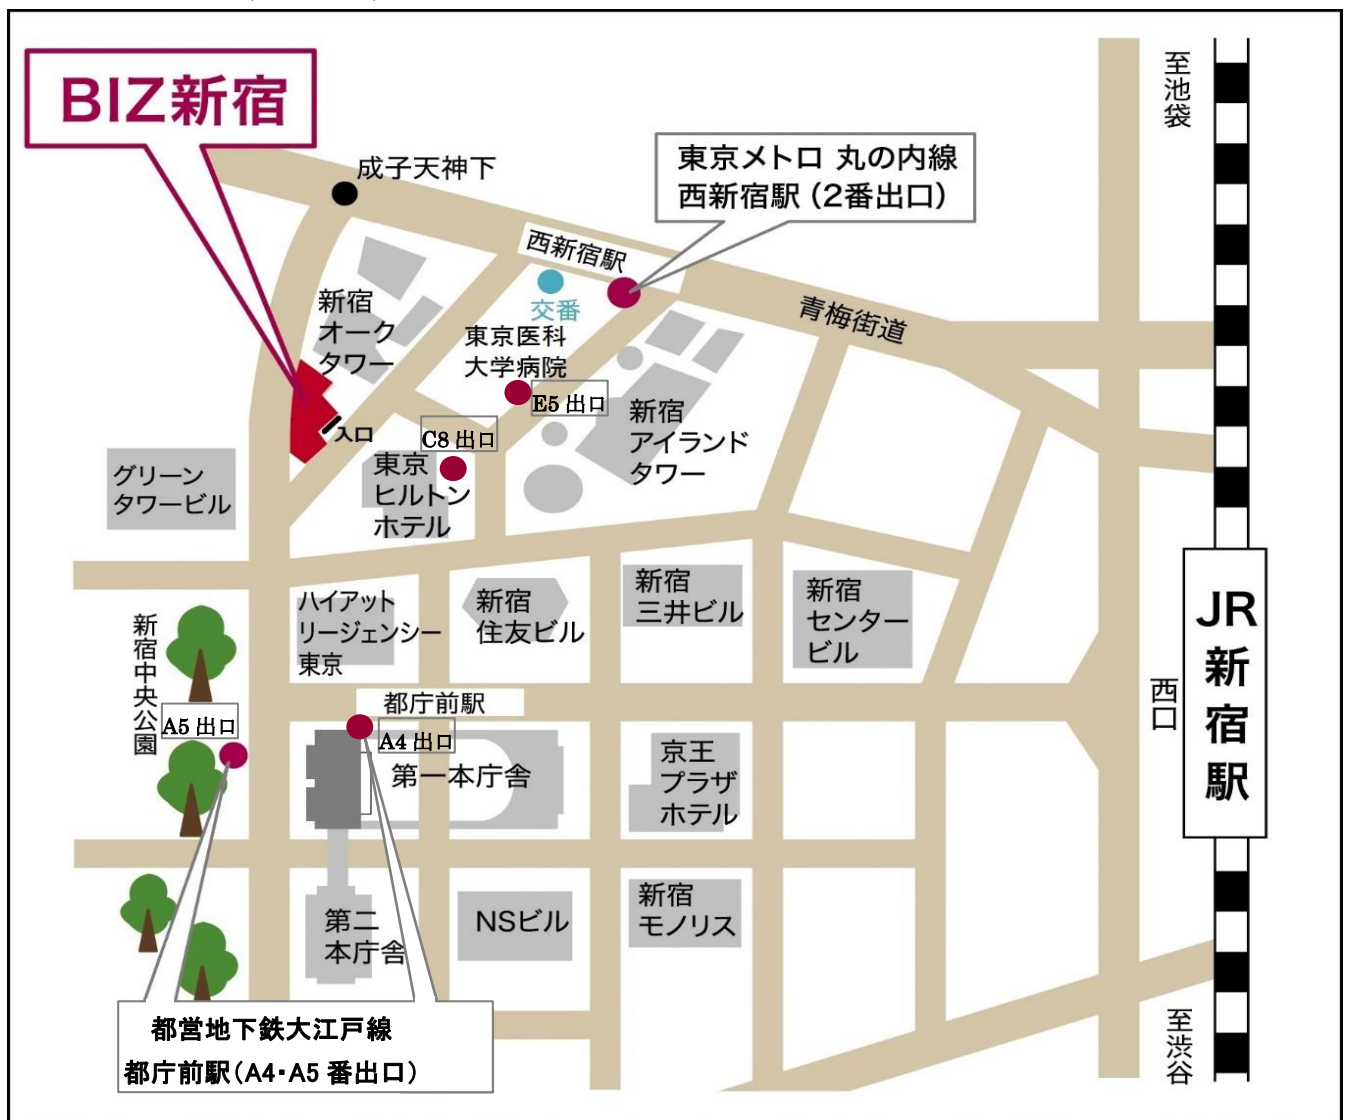 BIZ新宿
成子天神下
東京メトロ 丸の内線
西新宿駅（2番出口）
至池袋
西新宿駅
交番
青梅街道
新宿
オーク
タワー
東京医科
大学病院
E5 出口
新宿
アイランド
タワー
入口
C8 出口
東京
ヒルトン
ホテル
グリーン
タワービル
ハイアット
リージェンシー
東京
新宿
住友ビル
新宿
三井ビル
新宿
センター
ビル
JR新宿駅
西口
新宿中央公園
A5 出口
都庁前駅
A4 出口
第一本庁舎
京王
プラザ
ホテル
第二
本庁舎
NSビル
新宿
モノリス
都営地下鉄大江戸線
都庁前駅（A4・A5 番出口）
至渋谷